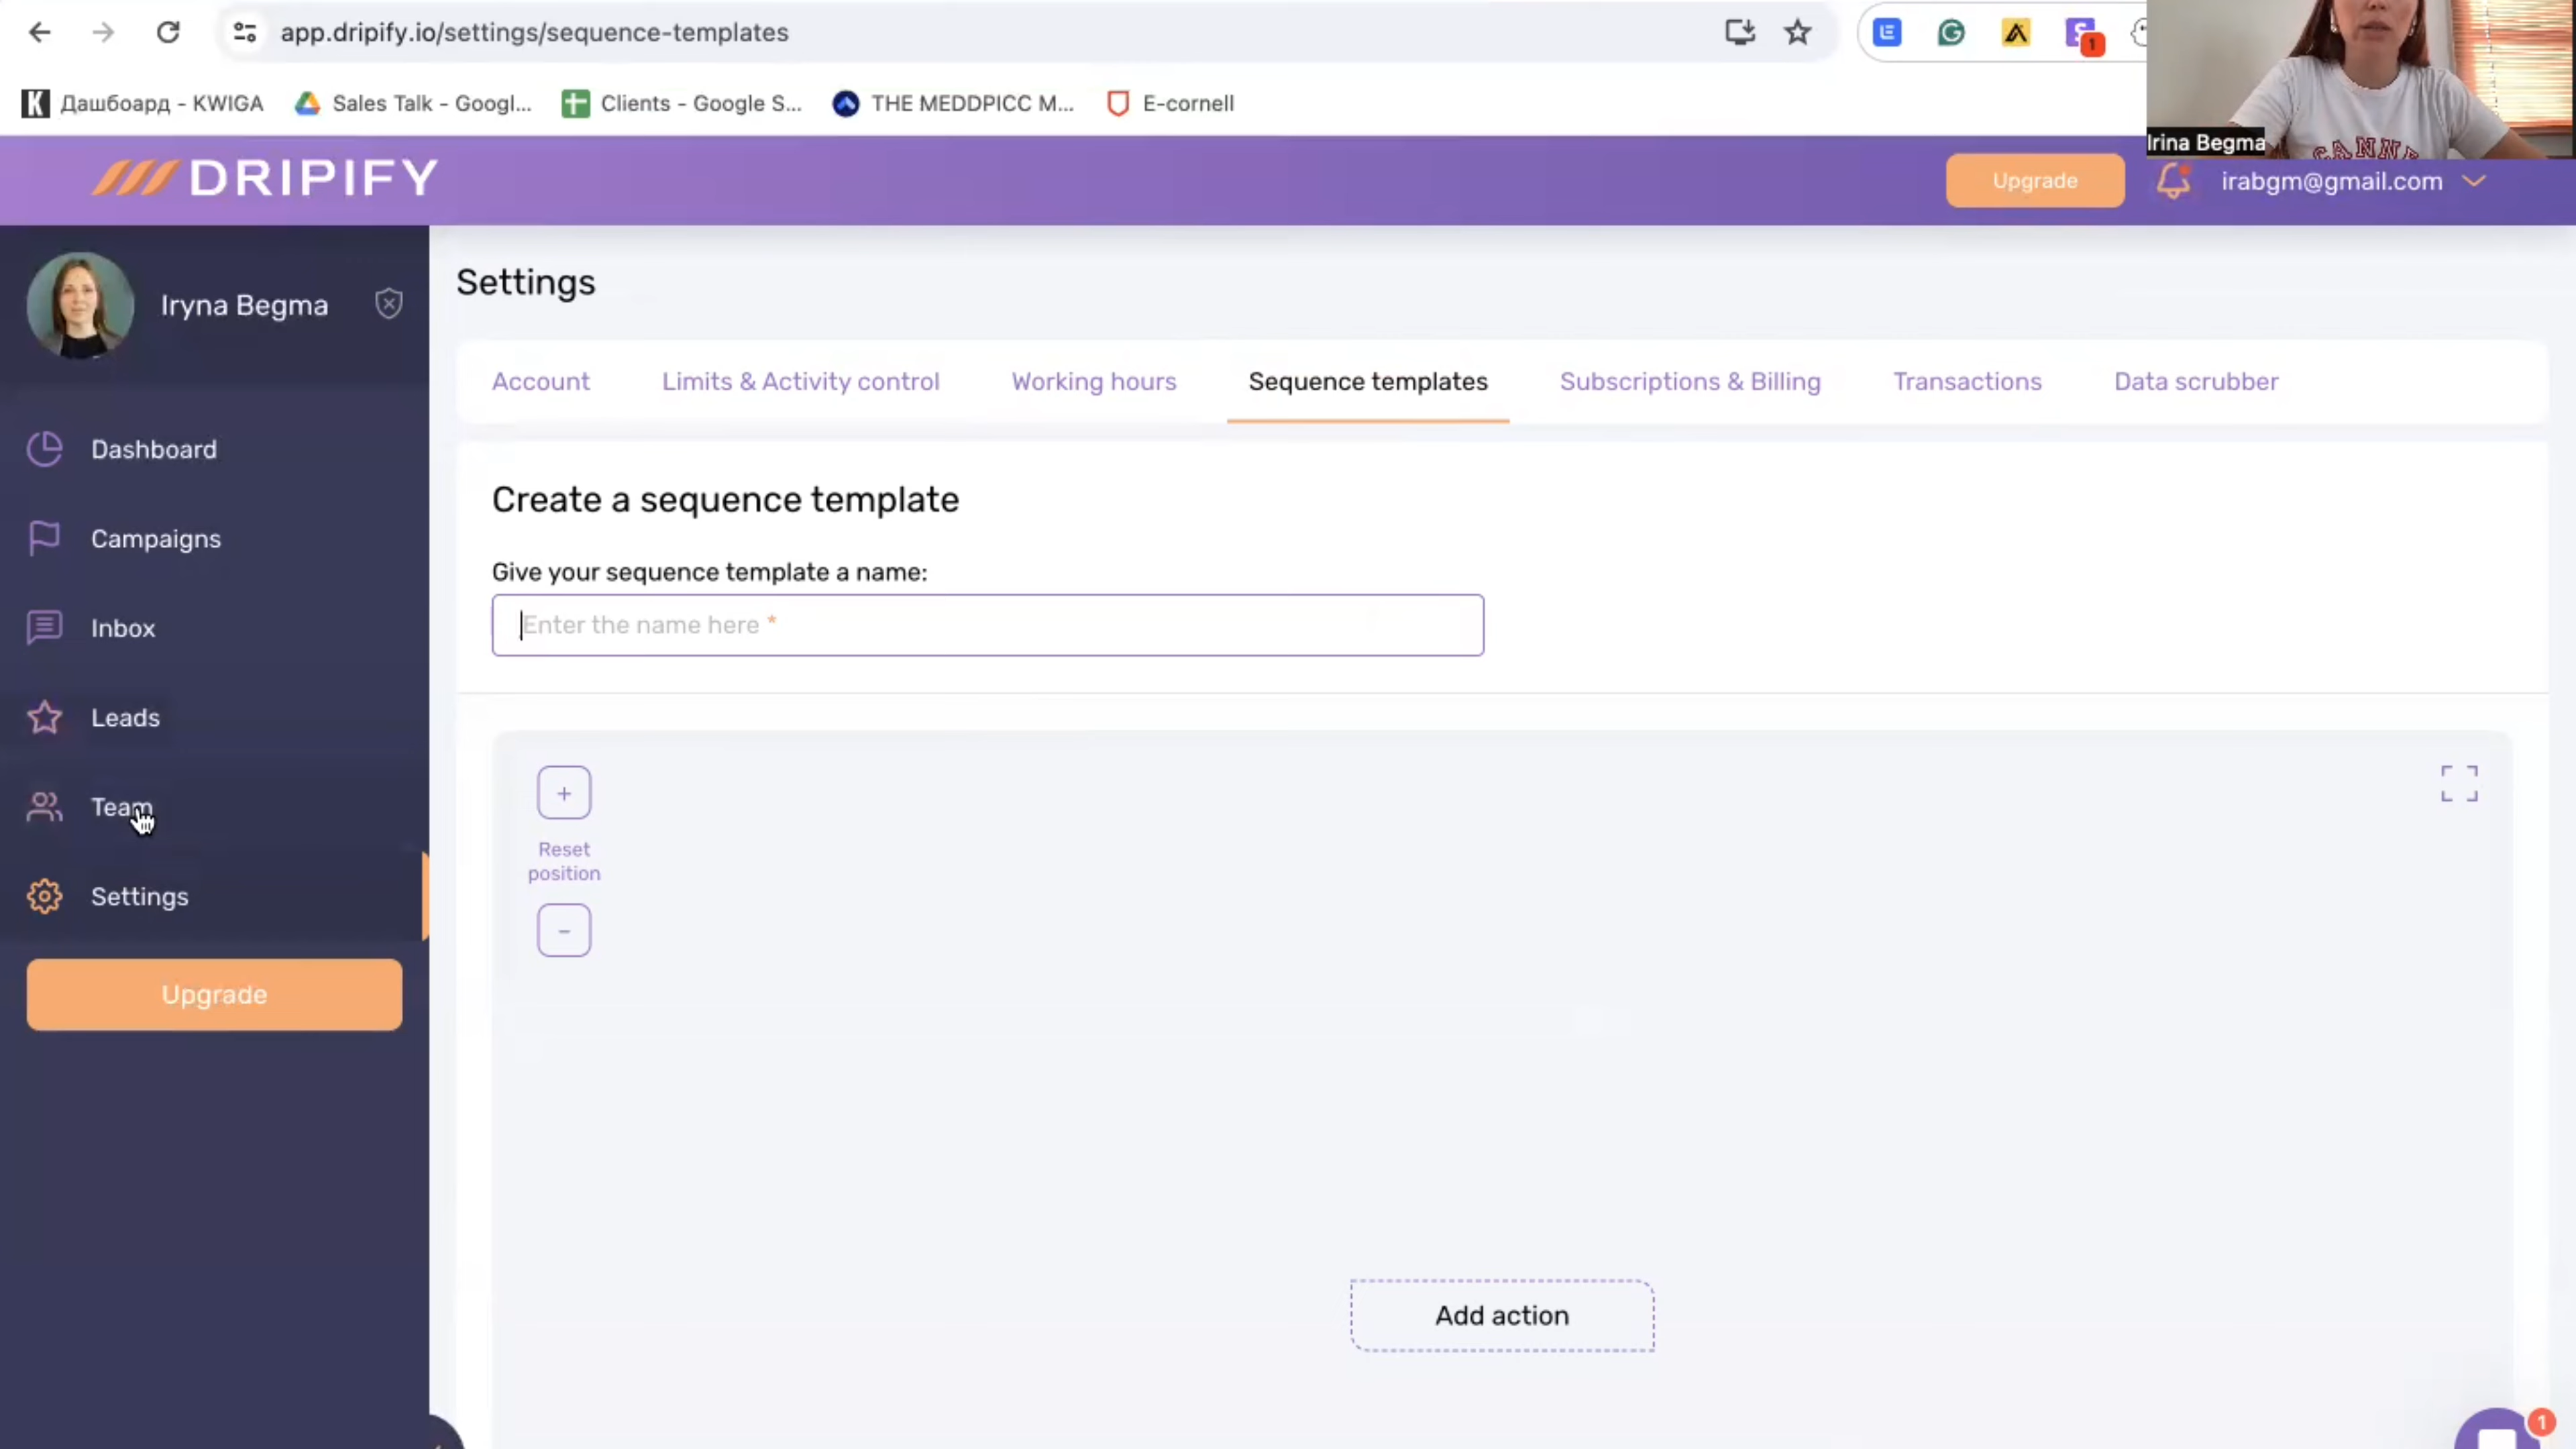 app.dripify.io/settings/sequence-templates
1
Дашбоард - KWIGA
Sales Talk - Googl...
Clients - Google S...
THE MEDDPICC M...
E-cornell
Irina Begma
DRIPIFY
Upgrade
irabgm@gmail.com
Iryna Begma
Dashboard
Campaigns
Inbox
Leads
Team
Settings
Upgrade
Settings
Account
Limits & Activity control
Working hours
Sequence templates
Subscriptions & Billing
Transactions
Data scrubber
Create a sequence template
Give your sequence template a name:
Enter the name here *
+
Reset
position
-
Add action
1